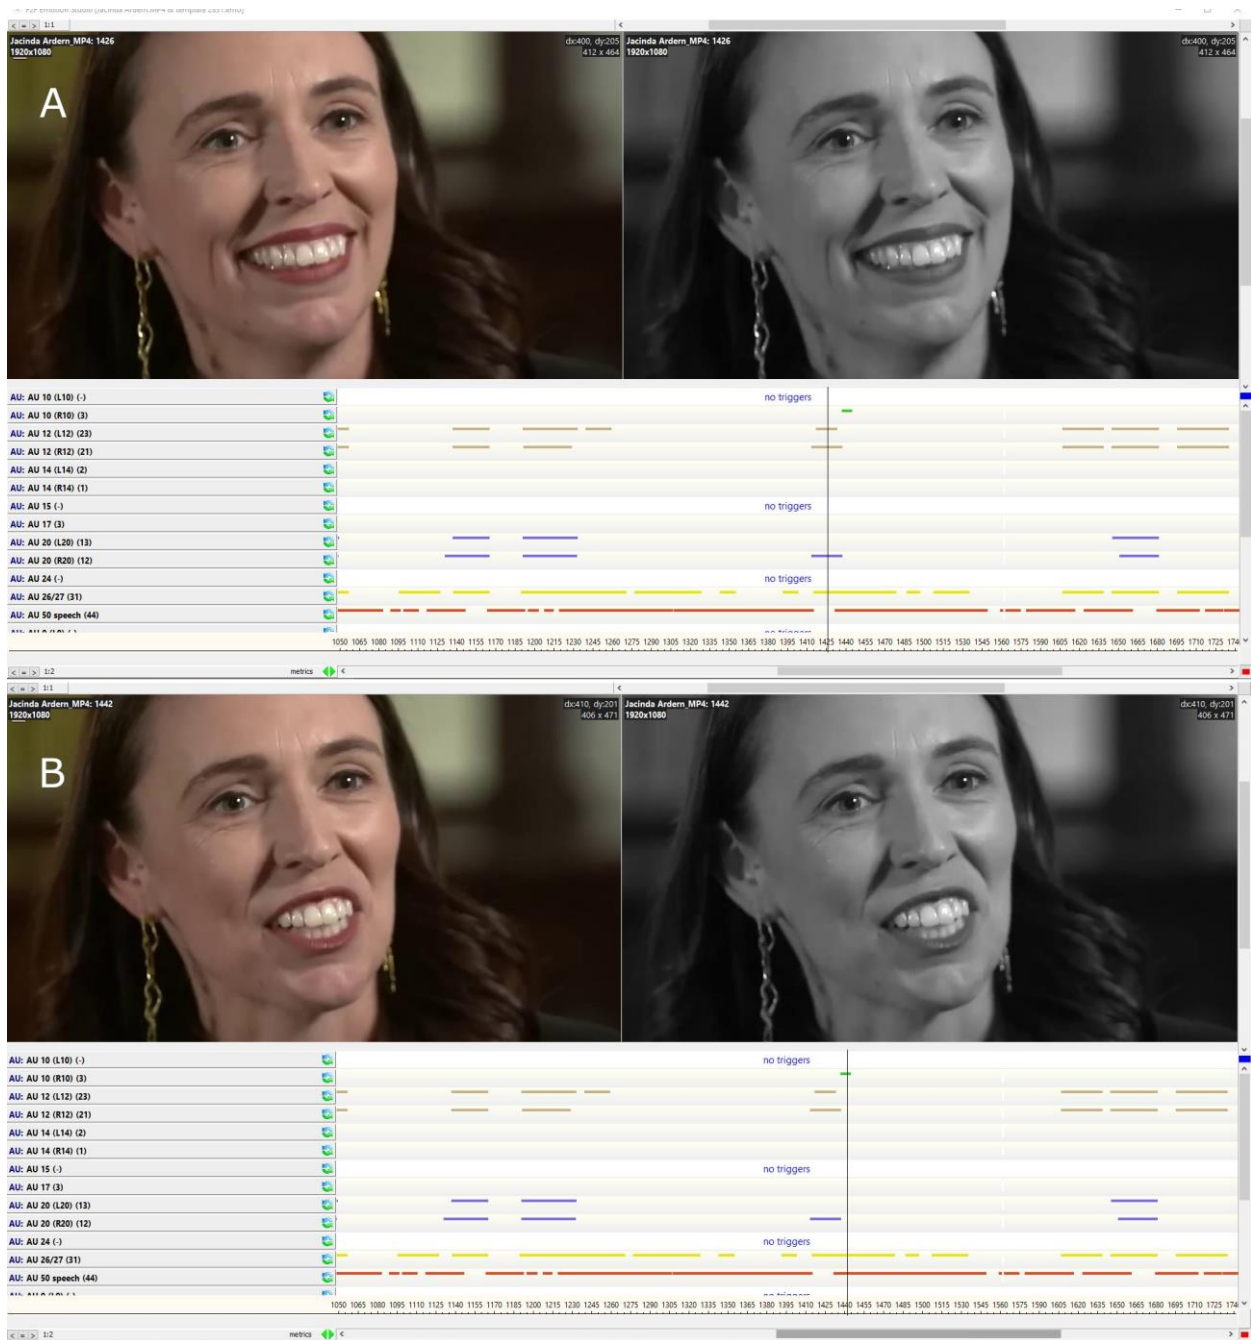 F2F Emotion Studio [Jacinda Ardern.MP4 & template 2351.emo]
< = > 1:1
Jacinda Ardern_MP4: 1426
1920x1080
dx:400, dy:205
412 x 464
Jacinda Ardern_MP4: 1426
1920x1080
dx:400, dy:205
412 x 464
A
AU: AU 10 (L10) (-) no triggers
AU: AU 10 (R10) (3)
AU: AU 12 (L12) (23)
AU: AU 12 (R12) (21)
AU: AU 14 (L14) (2)
AU: AU 14 (R14) (1)
AU: AU 15 (-) no triggers
AU: AU 17 (3)
AU: AU 20 (L20) (13)
AU: AU 20 (R20) (12)
AU: AU 24 (-) no triggers
AU: AU 26/27 (31)
AU: AU 50 speech (44)
1050 1065 1080 1095 1110 1125 1140 1155 1170 1185 1200 1215 1230 1245 1260 1275 1290 1305 1320 1335 1350 1365 1380 1395 1410 1425 1440 1455 1470 1485 1500 1515 1530 1545 1560 1575 1590 1605 1620 1635 1650 1665 1680 1695 1710 1725 174
< = > 1:2 metrics
< = > 1:1
Jacinda Ardern_MP4: 1442
1920x1080
dx:410, dy:201
406 x 471
Jacinda Ardern_MP4: 1442
1920x1080
dx:410, dy:201
406 x 471
B
AU: AU 10 (L10) (-) no triggers
AU: AU 10 (R10) (3)
AU: AU 12 (L12) (23)
AU: AU 12 (R12) (21)
AU: AU 14 (L14) (2)
AU: AU 14 (R14) (1)
AU: AU 15 (-) no triggers
AU: AU 17 (3)
AU: AU 20 (L20) (13)
AU: AU 20 (R20) (12)
AU: AU 24 (-) no triggers
AU: AU 26/27 (31)
AU: AU 50 speech (44)
1050 1065 1080 1095 1110 1125 1140 1155 1170 1185 1200 1215 1230 1245 1260 1275 1290 1305 1320 1335 1350 1365 1380 1395 1410 1425 1440 1455 1470 1485 1500 1515 1530 1545 1560 1575 1590 1605 1620 1635 1650 1665 1680 1695 1710 1725 174
< = > 1:2 metrics